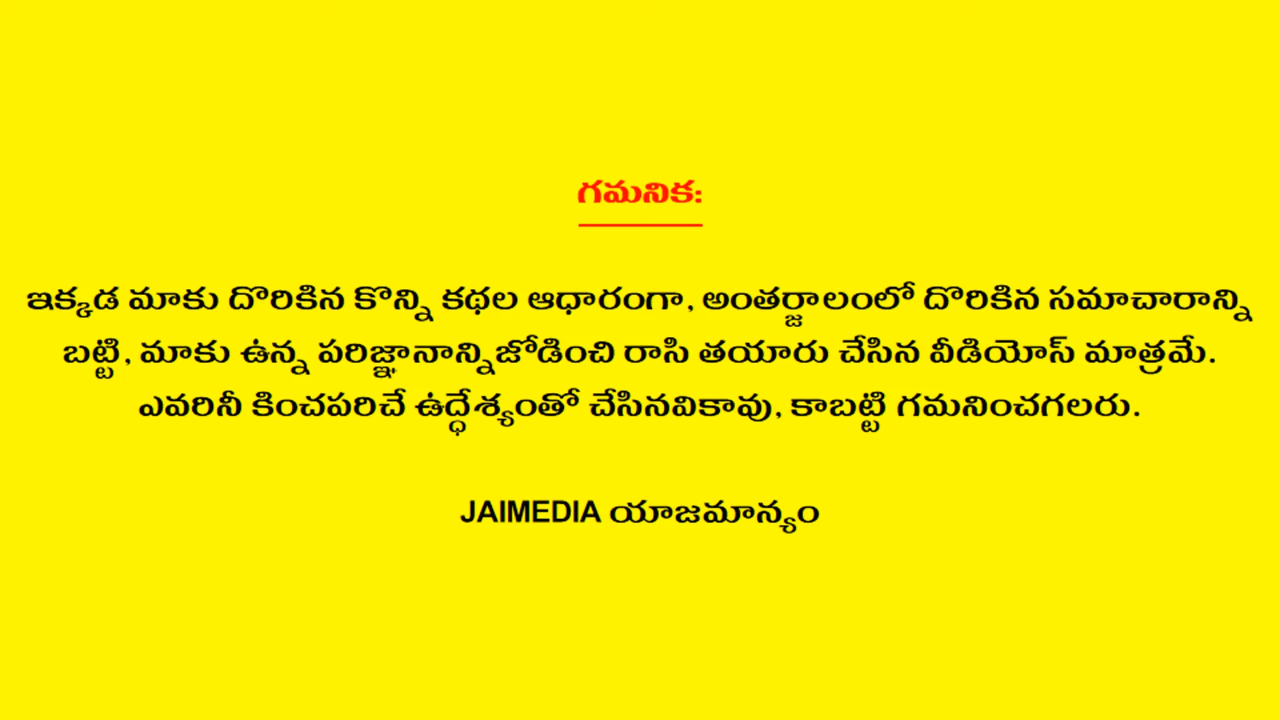 గమనిక:
ఇక్కడ మాకు దొరికిన కొన్ని కథల ఆధారంగా, అంతర్జాలంలో దొరికిన సమాచారాన్ని
బట్టి, మాకు ఉన్న పరిజ్ఞానాన్నిజోడించి రాసి తయారు చేసిన వీడియోస్ మాత్రమే.
ఎవరినీ కించపరిచే ఉద్ధేశ్యంతో చేసినవికావు, కాబట్టి గమనించగలరు.
JAIMEDIA యాజమాన్యం